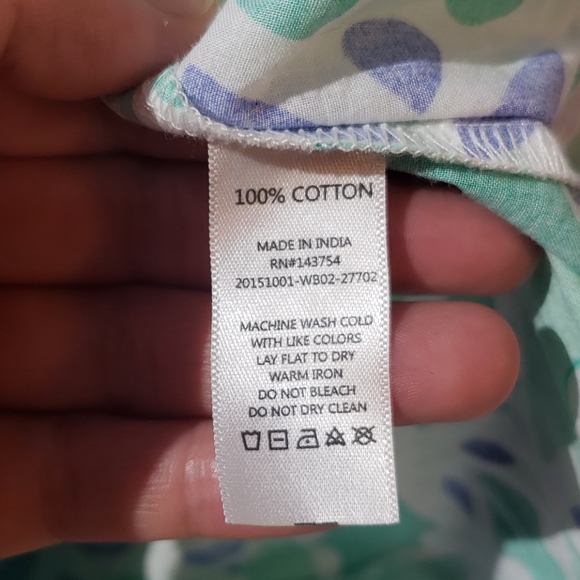 100% COTTON
MADE IN INDIA
RN#143754
20151001-WB02-27702
MACHINE WASH COLD
WITH LIKE COLORS
LAY FLAT TO DRY
WARM IRON
DO NOT BLEACH
DO NOT DRY CLEAN